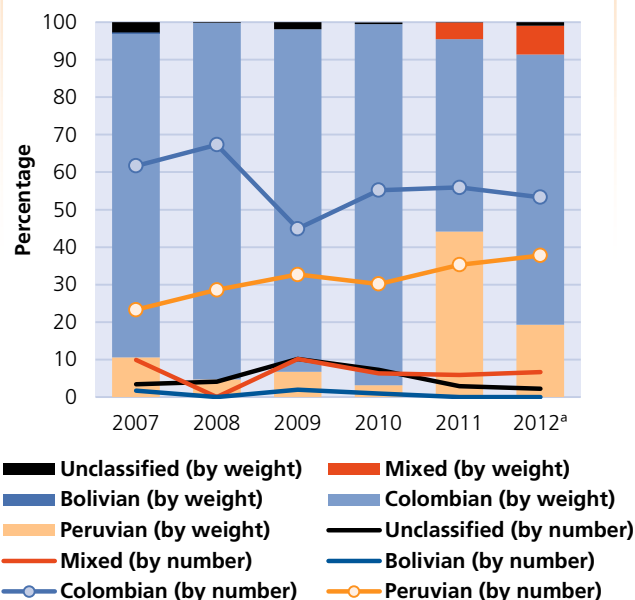 100
90
80
70
60
50
40
30
20
10
0
Percentage
2007 2008 2009 2010 2011 2012ª
Unclassified (by weight) Mixed (by weight)
Bolivian (by weight) Colombian (by weight)
Peruvian (by weight) Unclassified (by number)
Mixed (by number) Bolivian (by number)
Colombian (by number) Peruvian (by number)